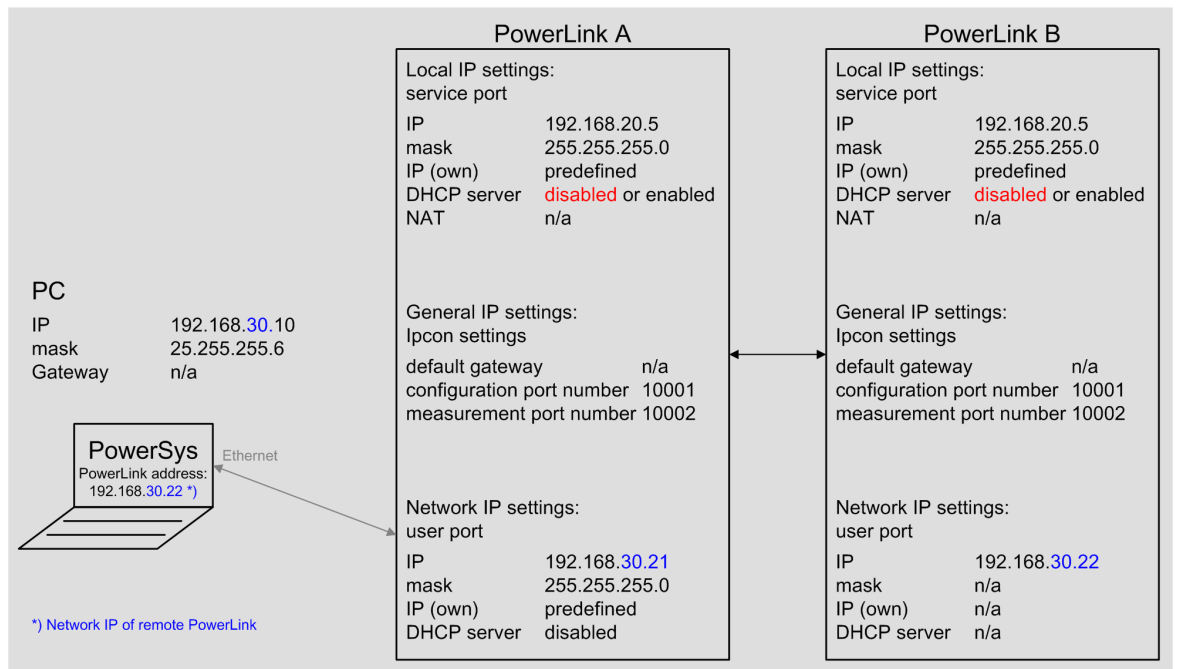 PowerLink A
Local IP settings:
service port
IP 192.168.20.5
mask 255.255.255.0
IP (own) predefined
DHCP server disabled or enabled
NAT n/a
General IP settings:
Ipcon settings
default gateway n/a
configuration port number 10001
measurement port number 10002
Network IP settings:
user port
IP 192.168.30.21
mask 255.255.255.0
IP (own) predefined
DHCP server disabled
PowerLink B
Local IP settings:
service port
IP 192.168.20.5
mask 255.255.255.0
IP (own) predefined
DHCP server disabled or enabled
NAT n/a
General IP settings:
Ipcon settings
default gateway n/a
configuration port number 10001
measurement port number 10002
Network IP settings:
user port
IP 192.168.30.22
mask n/a
IP (own) n/a
DHCP server n/a
PC
IP 192.168.30.10
mask 25.255.255.6
Gateway n/a
PowerSys
PowerLink address:
192.168.30.22 *)
Ethernet
*) Network IP of remote PowerLink